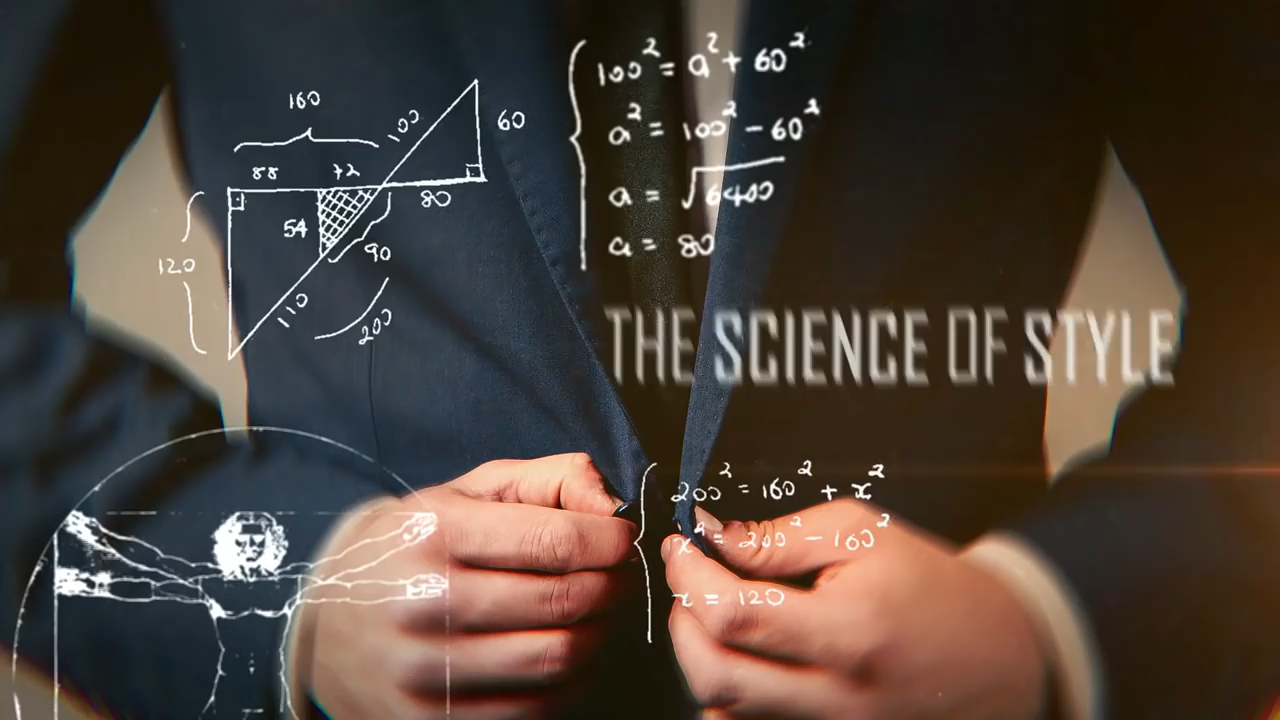 160
100
60
88 72
80
54
90
120
110
200
100² = a² + 60²
a² = 100² – 60²
a = √6400
a = 80
THE SCIENCE OF STYLE
200² = 160² + x²
x² = 200² – 160²
x = 120